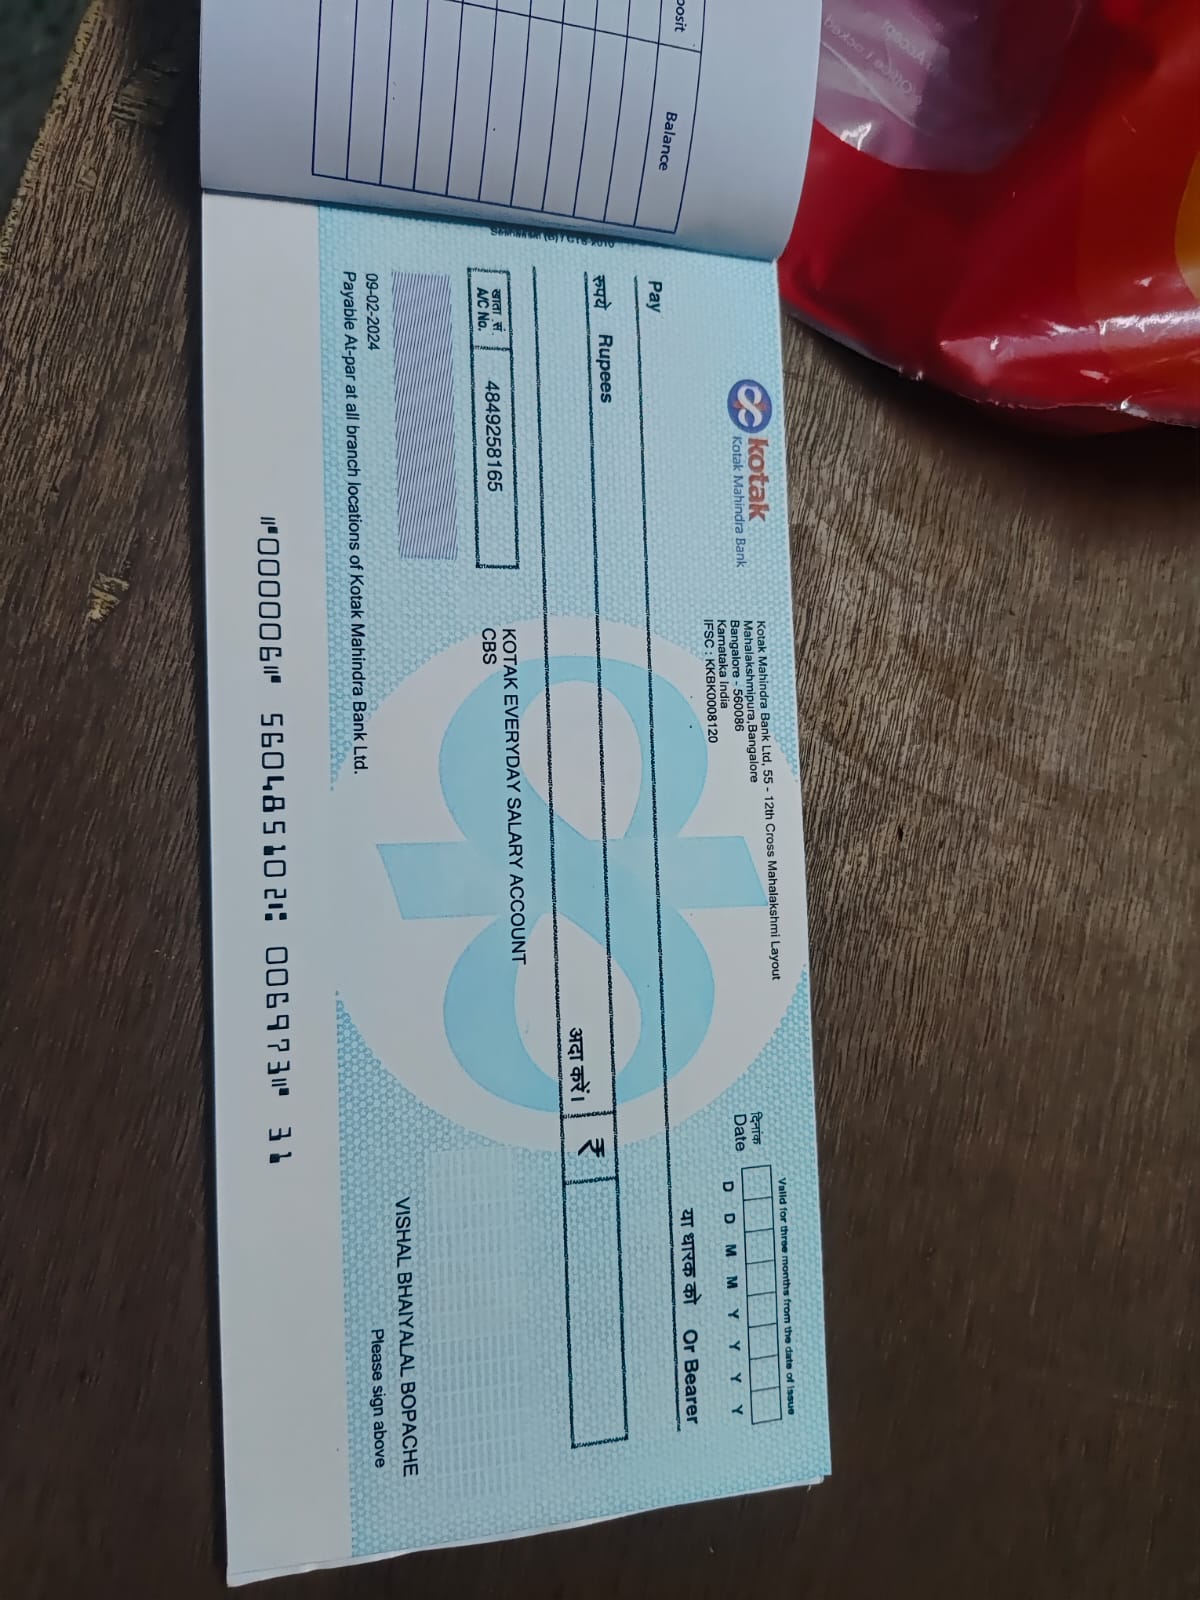 posit
Balance
kotak
Kotak Mahindra Bank
Kotak Mahindra Bank Ltd, 55 - 12th Cross Mahalakshmi Layout
Mahalakshmipura,Bangalore
Bangalore - 560086
Karnataka India
IFSC : KKBK0008120
Valid for three months from the date of issue
दिनांक
Date
D D M M Y Y Y Y
Pay
या धारक को Or Bearer
रुपये Rupees
अदा करें।
₹
खाता सं
A/C No.
4849258165
KOTAK EVERYDAY SALARY ACCOUNT
CBS
VISHAL BHAIYALAL BOPACHE
Please sign above
09-02-2024
Payable At-par at all branch locations of Kotak Mahindra Bank Ltd.
⑈000006⑈ 560485102⑆ 006973⑈ 31